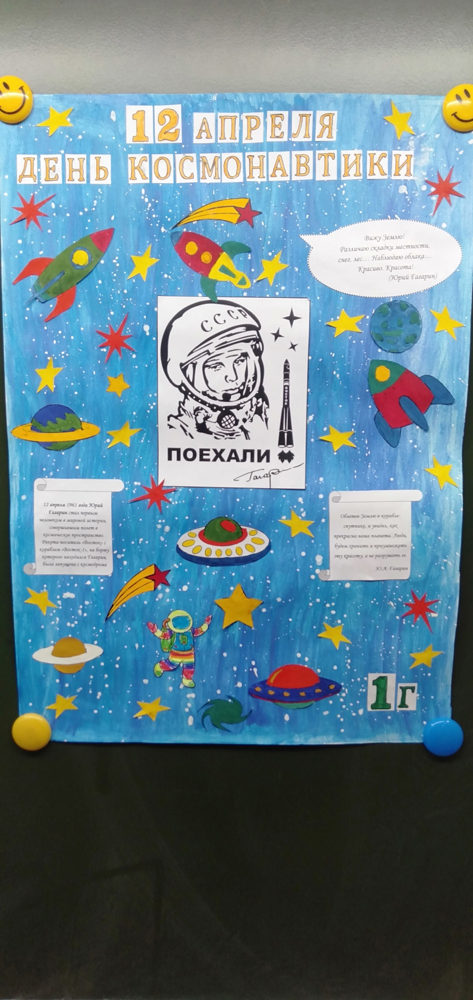 12 АПРЕЛЯ
ДЕНЬ КОСМОНАВТИКИ
Вижу Землю!
Различаю складки местности,
снег, лес... Наблюдаю облака...
Красиво. Красота!
(Юрий Гагарин)
СССР
ВОСТОК
ПОЕХАЛИ
Гагарин
12 апреля 1961 года Юрий
Гагарин стал первым
человеком в мировой истории,
совершившим полет в
космическое пространство.
Ракета-носитель «Восток» с
кораблем «Восток-1», на борту
которого находился Гагарин,
была запущена с космодрома
Облетев Землю в корабле-
спутнике, я увидел, как
прекрасна наша планета. Люди,
будем хранить и приумножать
эту красоту, а не разрушать ее.
Ю.А. Гагарин
1г